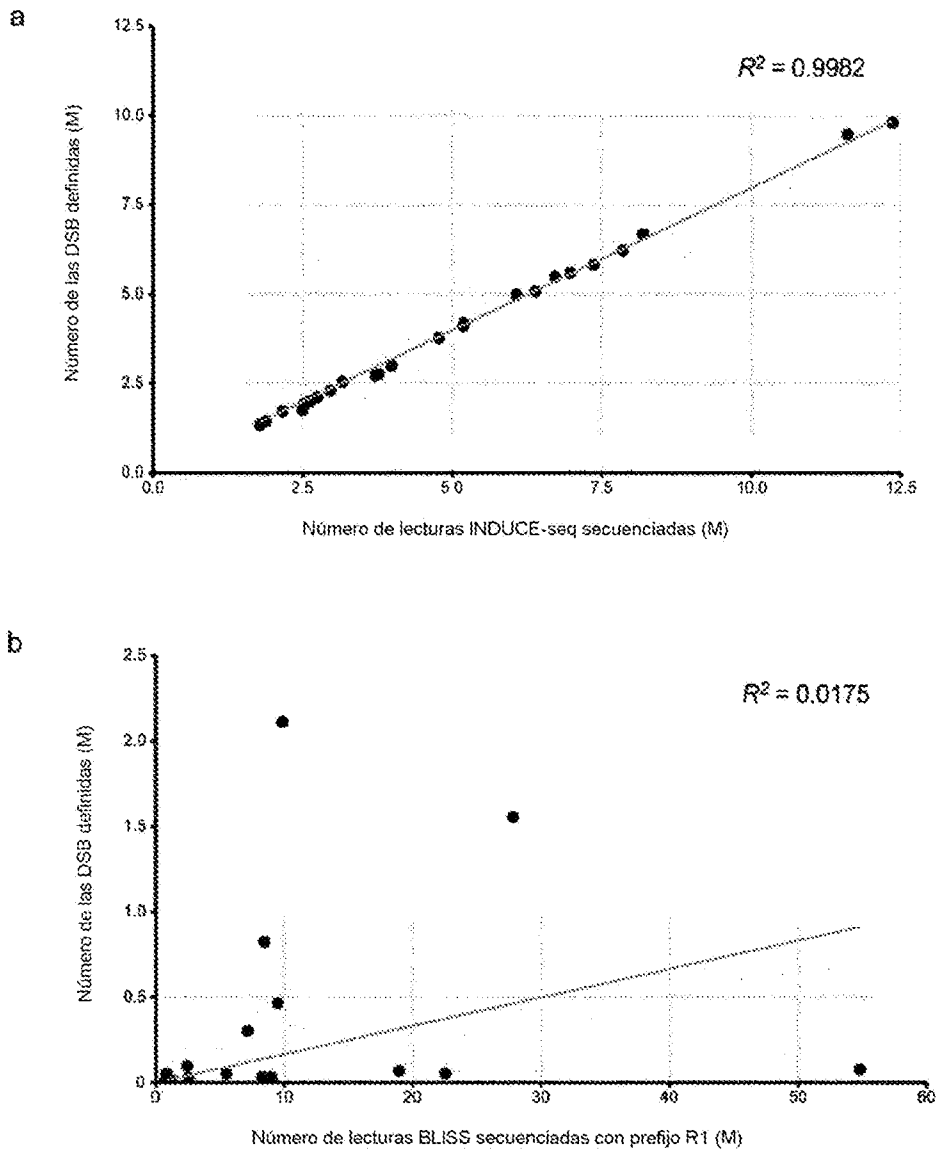 a
12.5
R² = 0.9982
10.0
7.5
5.0
2.5
0.0
Número de las DSB definidas (M)
0.0 2.5 5.0 7.5 10.0 12.5
Número de lecturas INDUCE-seq secuenciadas (M)
b
2.5
R² = 0.0175
2.0
1.5
1.0
0.5
0
Número de las DSB definidas (M)
0 10 20 30 40 50 60
Número de lecturas BLISS secuenciadas con prefijo R1 (M)